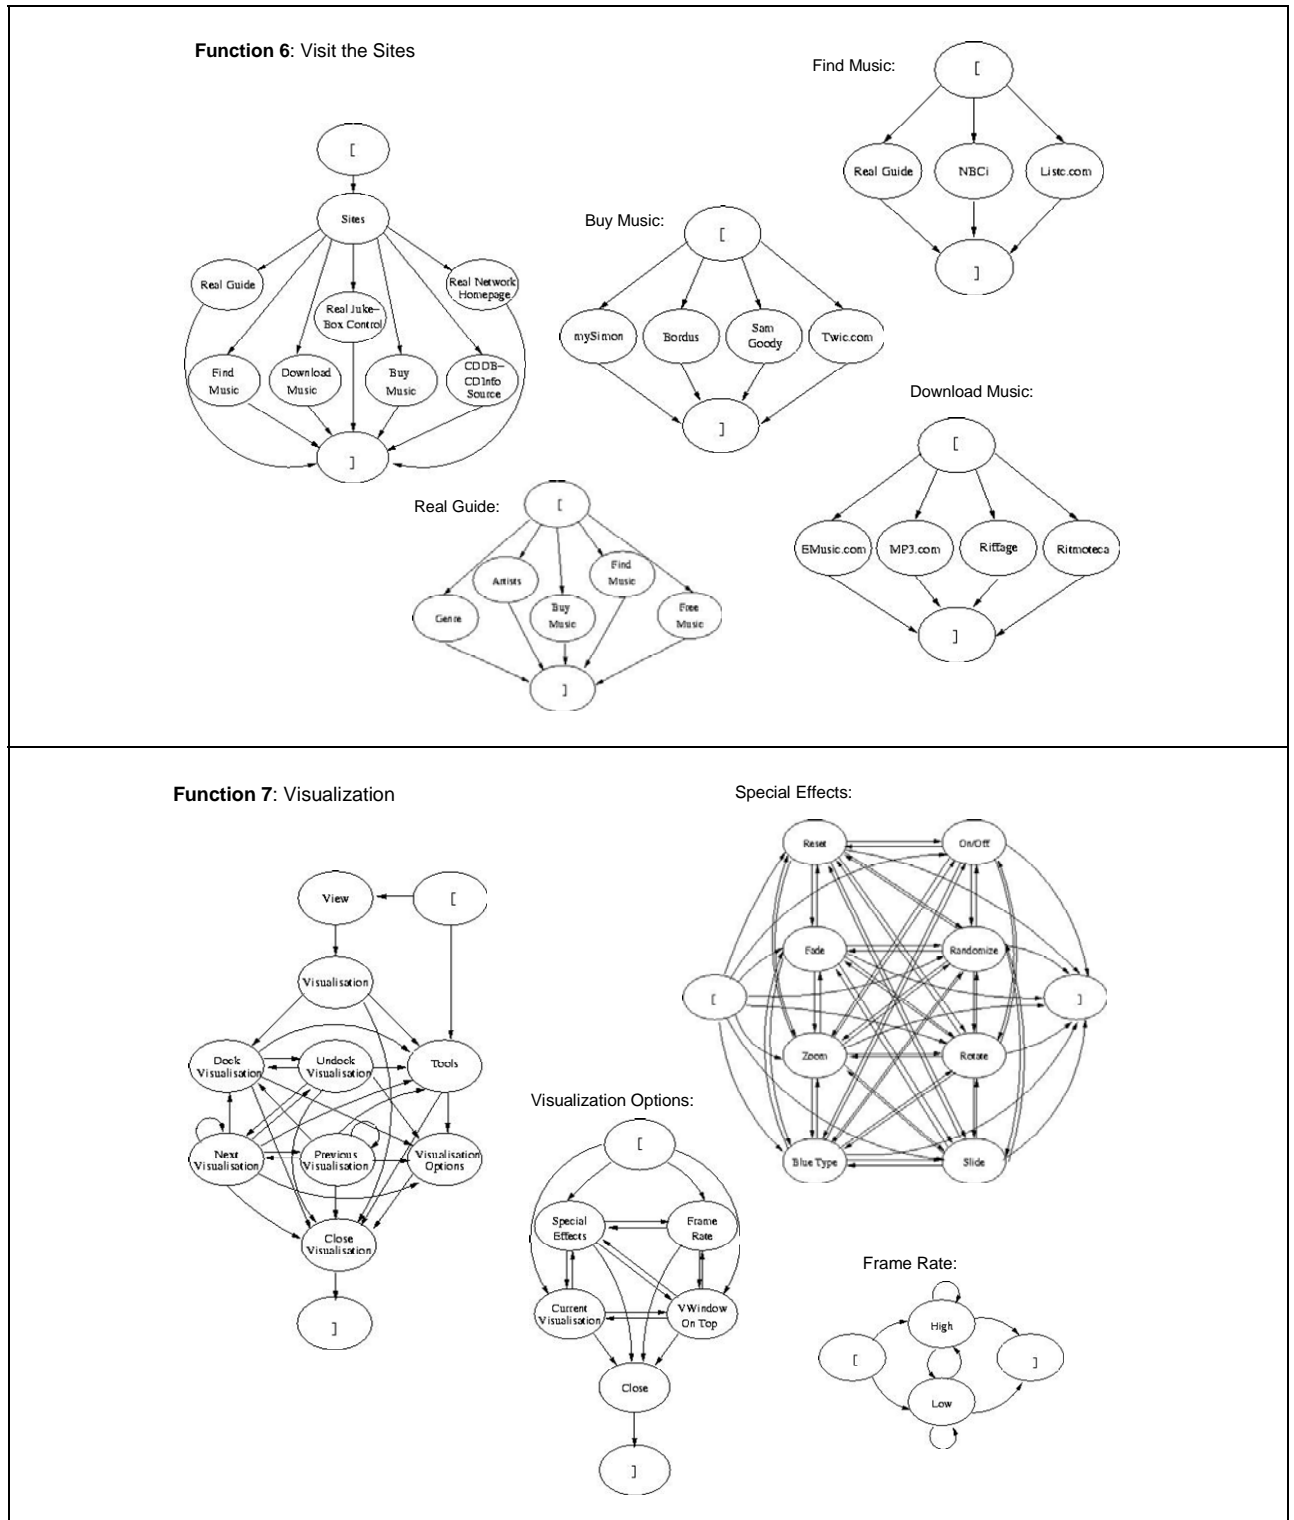 Function 6: Visit the Sites
[
Sites
Real Guide
Real Network
Homepage
Real Juke–
Box Control
Find
Music
Download
Music
Buy
Music
CDDB–
CDInfo
Source
]
Find Music:
[
Real Guide
NBCi
Listc.com
]
Buy Music:
[
mySimon
Bordus
Sam
Goody
Twic.com
]
Download Music:
[
EMusic.com
MP3.com
Riffage
Ritmoteca
]
Real Guide:
[
Genre
Artists
Buy
Music
Find
Music
Free
Music
]
Function 7: Visualization
View
[
Visualisation
Dock
Visualisation
Undock
Visualisation
Tools
Next
Visualisation
Previous
Visualisation
Visualisation
Options
Close
Visualisation
]
Special Effects:
Reset
On/Off
Fade
Randomize
[
]
Zoom
Rotate
Blue Type
Slide
Visualization Options:
[
Special
Effects
Frame
Rate
Current
Visualisation
VWindow
On Top
Close
]
Frame Rate:
High
[
]
Low